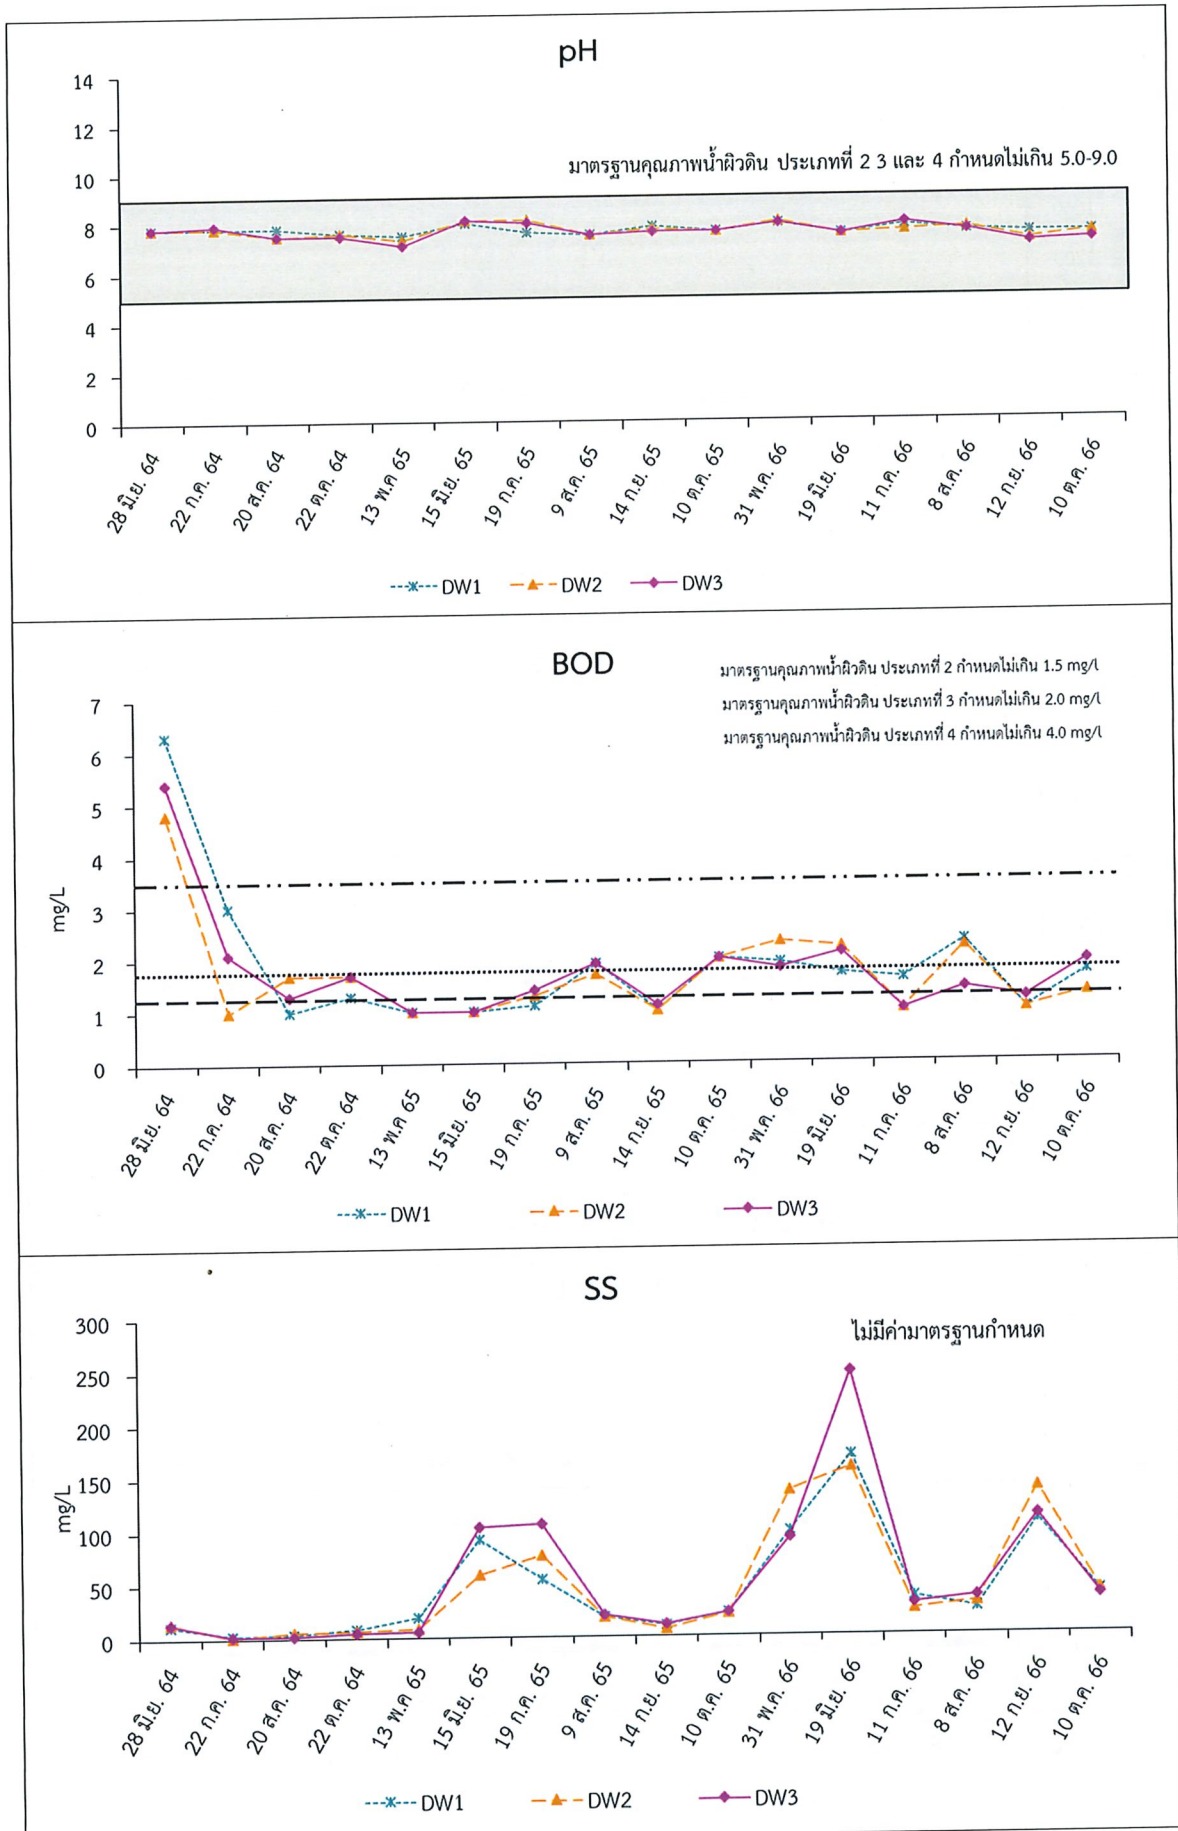 pH
มาตรฐานคุณภาพน้ำผิวดิน ประเภทที่ 2 3 และ 4 กำหนดไม่เกิน 5.0-9.0
14
12
10
8
6
4
2
0
28 มิ.ย. 64
22 ก.ค. 64
20 ส.ค. 64
22 ต.ค. 64
13 พ.ค 65
15 มิ.ย. 65
19 ก.ค. 65
9 ส.ค. 65
14 ก.ย. 65
10 ต.ค. 65
31 พ.ค. 66
19 มิ.ย. 66
11 ก.ค. 66
8 ส.ค. 66
12 ก.ย. 66
10 ต.ค. 66
DW1 DW2 DW3
BOD
มาตรฐานคุณภาพน้ำผิวดิน ประเภทที่ 2 กำหนดไม่เกิน 1.5 mg/l
มาตรฐานคุณภาพน้ำผิวดิน ประเภทที่ 3 กำหนดไม่เกิน 2.0 mg/l
มาตรฐานคุณภาพน้ำผิวดิน ประเภทที่ 4 กำหนดไม่เกิน 4.0 mg/l
mg/L
7
6
5
4
3
2
1
0
28 มิ.ย. 64
22 ก.ค. 64
20 ส.ค. 64
22 ต.ค. 64
13 พ.ค 65
15 มิ.ย. 65
19 ก.ค. 65
9 ส.ค. 65
14 ก.ย. 65
10 ต.ค. 65
31 พ.ค. 66
19 มิ.ย. 66
11 ก.ค. 66
8 ส.ค. 66
12 ก.ย. 66
10 ต.ค. 66
DW1 DW2 DW3
SS
ไม่มีค่ามาตรฐานกำหนด
mg/L
300
250
200
150
100
50
0
28 มิ.ย. 64
22 ก.ค. 64
20 ส.ค. 64
22 ต.ค. 64
13 พ.ค 65
15 มิ.ย. 65
19 ก.ค. 65
9 ส.ค. 65
14 ก.ย. 65
10 ต.ค. 65
31 พ.ค. 66
19 มิ.ย. 66
11 ก.ค. 66
8 ส.ค. 66
12 ก.ย. 66
10 ต.ค. 66
DW1 DW2 DW3